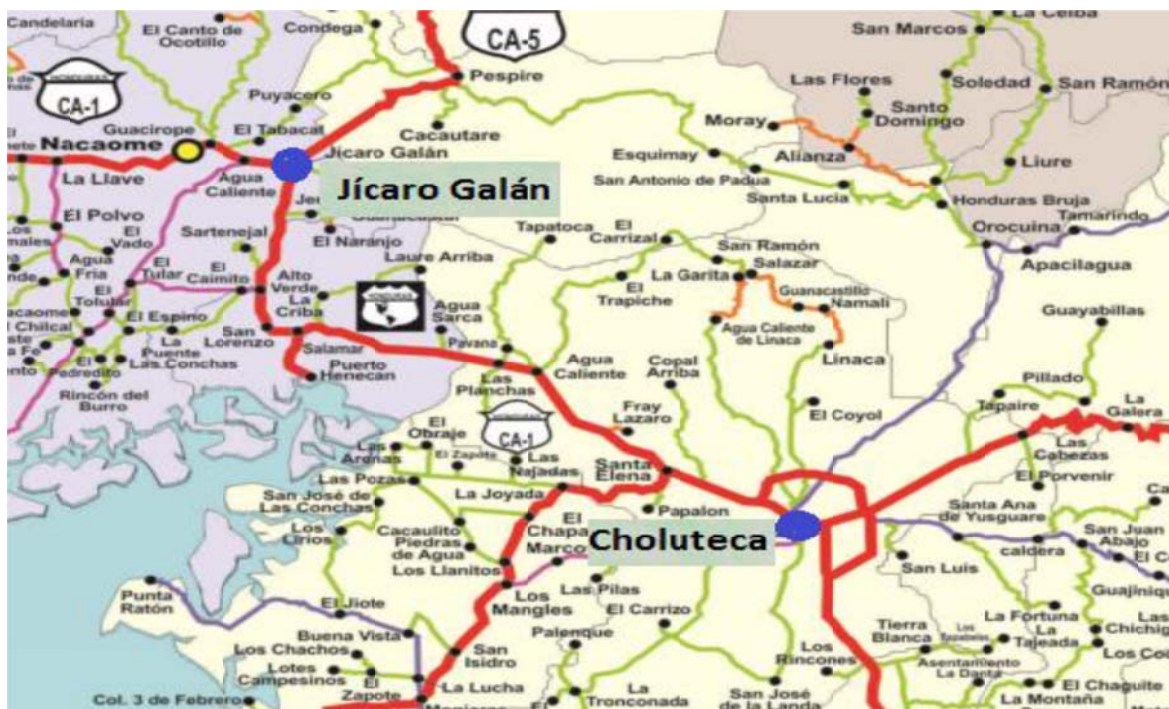 Candelaria
El Canto de
Ocotillo
Condega
CA-5
San Marcos
La Ceiba
HONDURAS
CA-1
Pespire
Las Flores
Soledad
San Ramón
Puyacero
Santo
Domingo
Guacirope
El Tabacal
Cacautare
Moray
Nacaome
Jícaro Galán
Alianza
Esquimay
Liure
La Llave
Agua
Caliente
Jícaro Galán
San Antonio de Padua
Santa Lucia
Honduras Bruja
Tamarindo
El Polvo
El
Vado
Sartenejal
El Naranjo
Tapatoca
El
Carrizal
Orocuina
San Ramón
Salazar
Apacilagua
Agua
Fria
El
Tular
El
Caimito
Alto
Verde
Laure Arriba
La Garita
El
Trapiche
Guanacastillo
Namali
HONDURAS
El
Tolular
La
Criba
Agua
Sarca
Guayabillas
El Espino
San
Lorenzo
Pavana
Agua Caliente
de Linaca
Linaca
La
Puente
Las Conchas
Salamar
Puerto
Henecan
Las
Planchas
Agua
Caliente
Copal
Arriba
Pillado
El
Pedredito
Rincón del
Burro
Fray
Lazaro
El Coyol
Tapaire
La
Galera
CA-1
El
Obraje
Las
Arenas
El Zapote
Las
Najadas
Santa
Elena
Las
Cabezas
Las Pozas
La Joyada
El Porvenir
San José de
Las Conchas
Papalon
Santa Ana
de Yusguare
Los
Lirios
Cacaulito
Piedras
de Agua
El
Chapa
Marco
Choluteca
San Juan
Abajo
caldera
Los Llanitos
San Luis
Punta
Ratón
Las Pilas
Los
Mangles
El Jiote
El Carrizo
La Fortuna
Buena Vista
Palenque
Tierra
Blanca
La
Tajeada
Los Chachos
San
Isidro
Los
Rincones
Asentamiento
La Danta
Lotes
Campesinos
El
Zapote
La Lucha
La
Tronconada
San José
de la Landa
El Chaguite
La Montaña
Col. 3 de Febrero